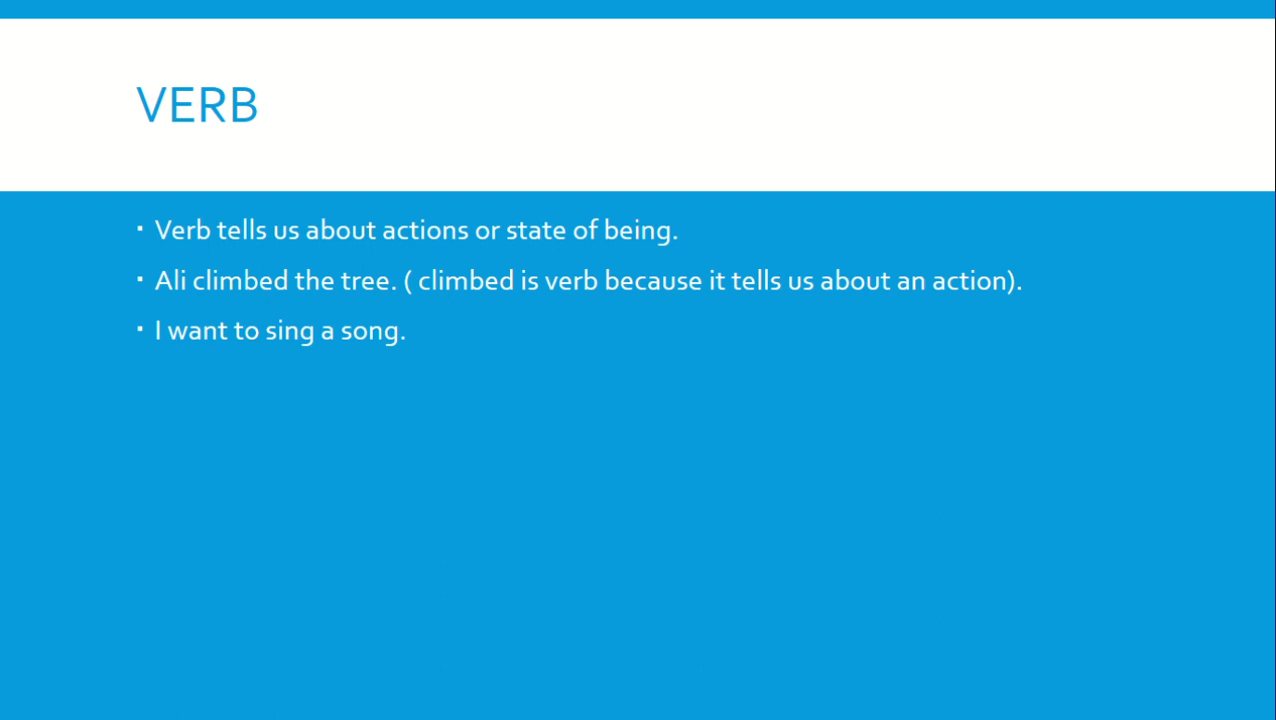 VERB
Verb tells us about actions or state of being.
Ali climbed the tree. ( climbed is verb because it tells us about an action).
I want to sing a song.